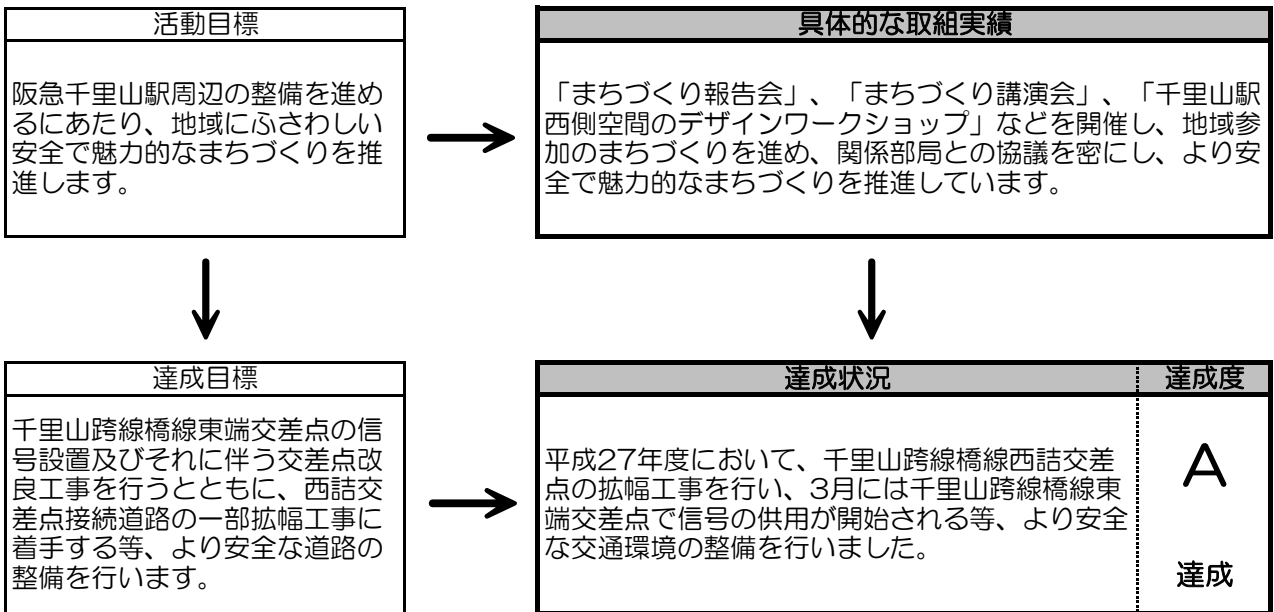 活動目標
阪急千里山駅周辺の整備を進め
るにあたり、地域にふさわしい
安全で魅力的なまちづくりを推
進します。
具体的な取組実績
「まちづくり報告会」、「まちづくり講演会」、「千里山駅
西側空間のデザインワークショップ」などを開催し、地域参
加のまちづくりを進め、関係部局との協議を密にし、より安
全で魅力的なまちづくりを推進しています。
達成目標
千里山跨線橋線東端交差点の信
号設置及びそれに伴う交差点改
良工事を行うとともに、西詰交
差点接続道路の一部拡幅工事に
着手する等、より安全な道路の
整備を行います。
達成状況
平成27年度において、千里山跨線橋線西詰交差
点の拡幅工事を行い、3月には千里山跨線橋線東
端交差点で信号の供用が開始される等、より安全
な交通環境の整備を行いました。
達成度
A
達成